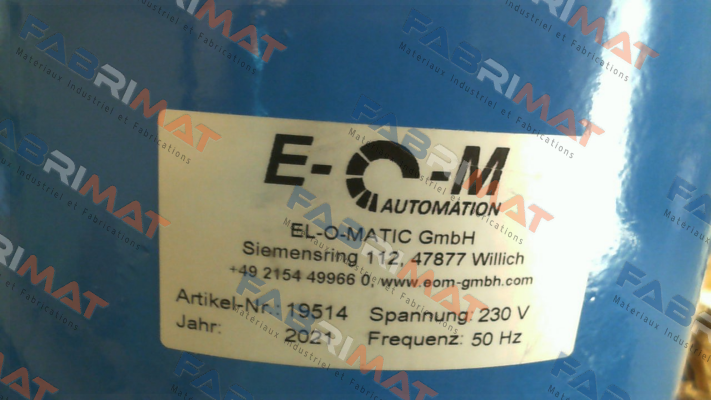 E-O-M
AUTOMATION
EL-O-MATIC GmbH
Siemensring 112, 47877 Willich
+49 2154 49966 0; www.eom-gmbh.com
Artikel-Nr.: 19514 Spannung: 230 V
Jahr: 2021 Frequenz: 50 Hz
FABRIMAT
Materiaux Industriel et Fabrications